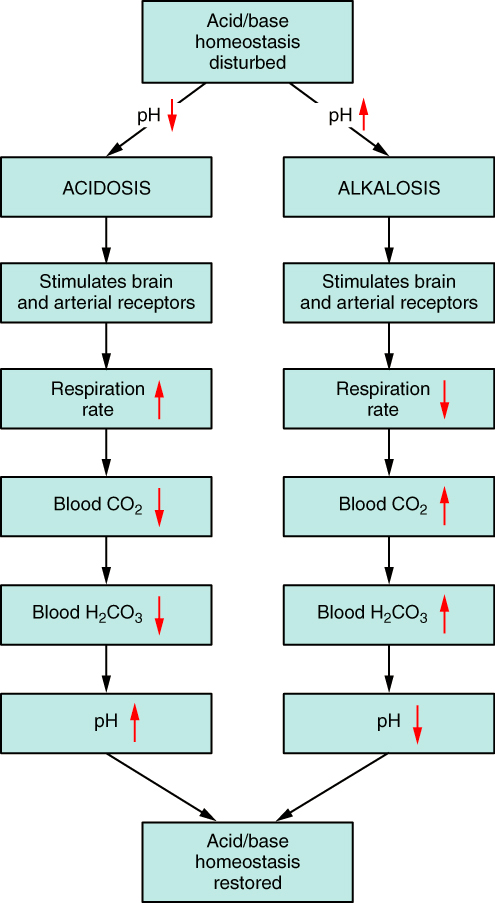 Acid/base
homeostasis
disturbed
pH
pH
ACIDOSIS
ALKALOSIS
Stimulates brain
and arterial receptors
Stimulates brain
and arterial receptors
Respiration
rate
Respiration
rate
Blood CO₂
Blood CO₂
Blood H₂CO₃
Blood H₂CO₃
pH
pH
Acid/base
homeostasis
restored